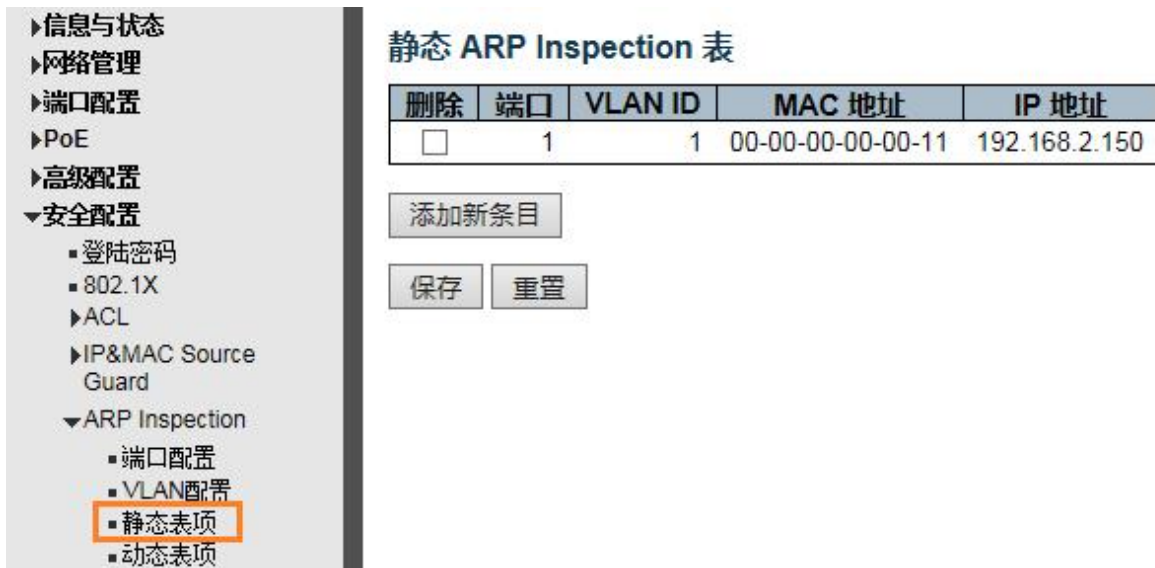 信息与状态
网络管理
端口配置
PoE
高级配置
安全配置
登陆密码
802.1X
ACL
IP&MAC Source
Guard
ARP Inspection
端口配置
VLAN配置
静态表项
动态表项
静态 ARP Inspection 表
删除 端口 VLAN ID MAC 地址 IP 地址
1 1 00-00-00-00-00-11 192.168.2.150
添加新条目
保存 重置